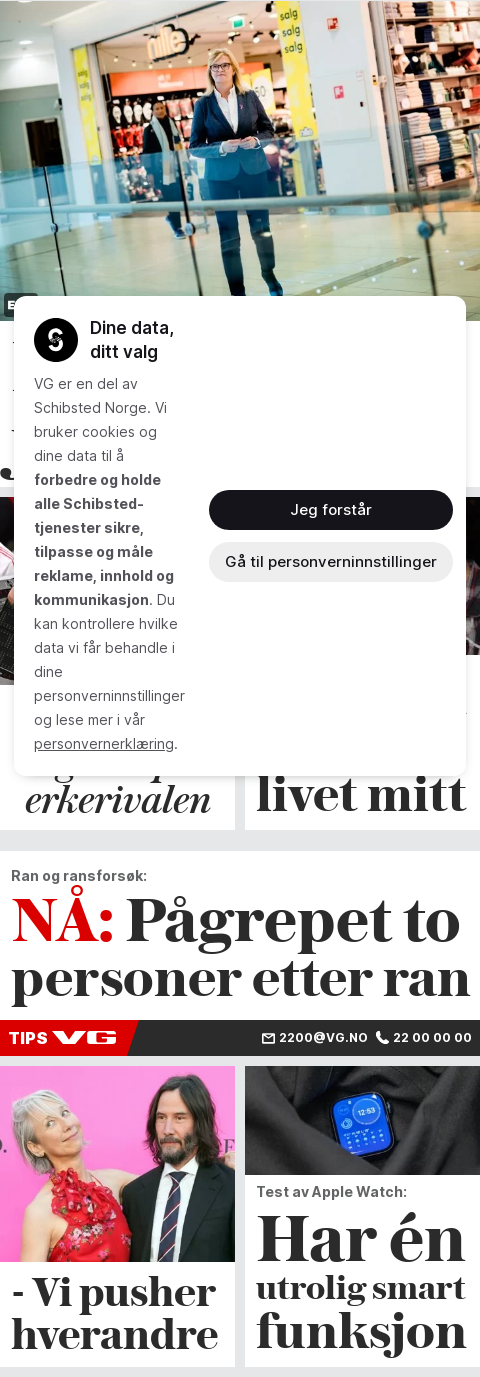 salg
salg
salg
nille
Dine data,
ditt valg
VG er en del av
Schibsted Norge. Vi
bruker cookies og
dine data til å
forbedre og holde
alle Schibsted-
tjenester sikre,
tilpasse og måle
reklame, innhold og
kommunikasjon. Du
kan kontrollere hvilke
data vi får behandle i
dine
personverninnstillinger
og lese mer i vår
personvernerklæring.
Jeg forstår
Gå til personverninnstillinger
erkerivalen
livet mitt
Ran og ransforsøk:
NÅ: Pågrepet to
personer etter ran
TIPS VG
2200@VG.NO 22 00 00 00
- Vi pusher
hverandre
12:53
Test av Apple Watch:
Har én
utrolig smart
funksjon